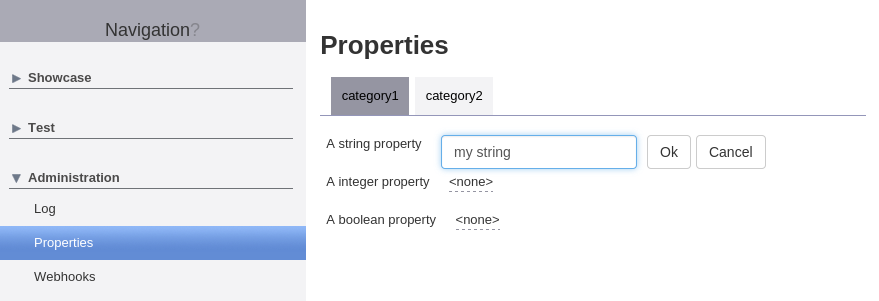 Navigation?
Showcase
Test
Administration
Log
Properties
Webhooks
Properties
category1 category2
A string property my string Ok Cancel
A integer property <none>
A boolean property <none>